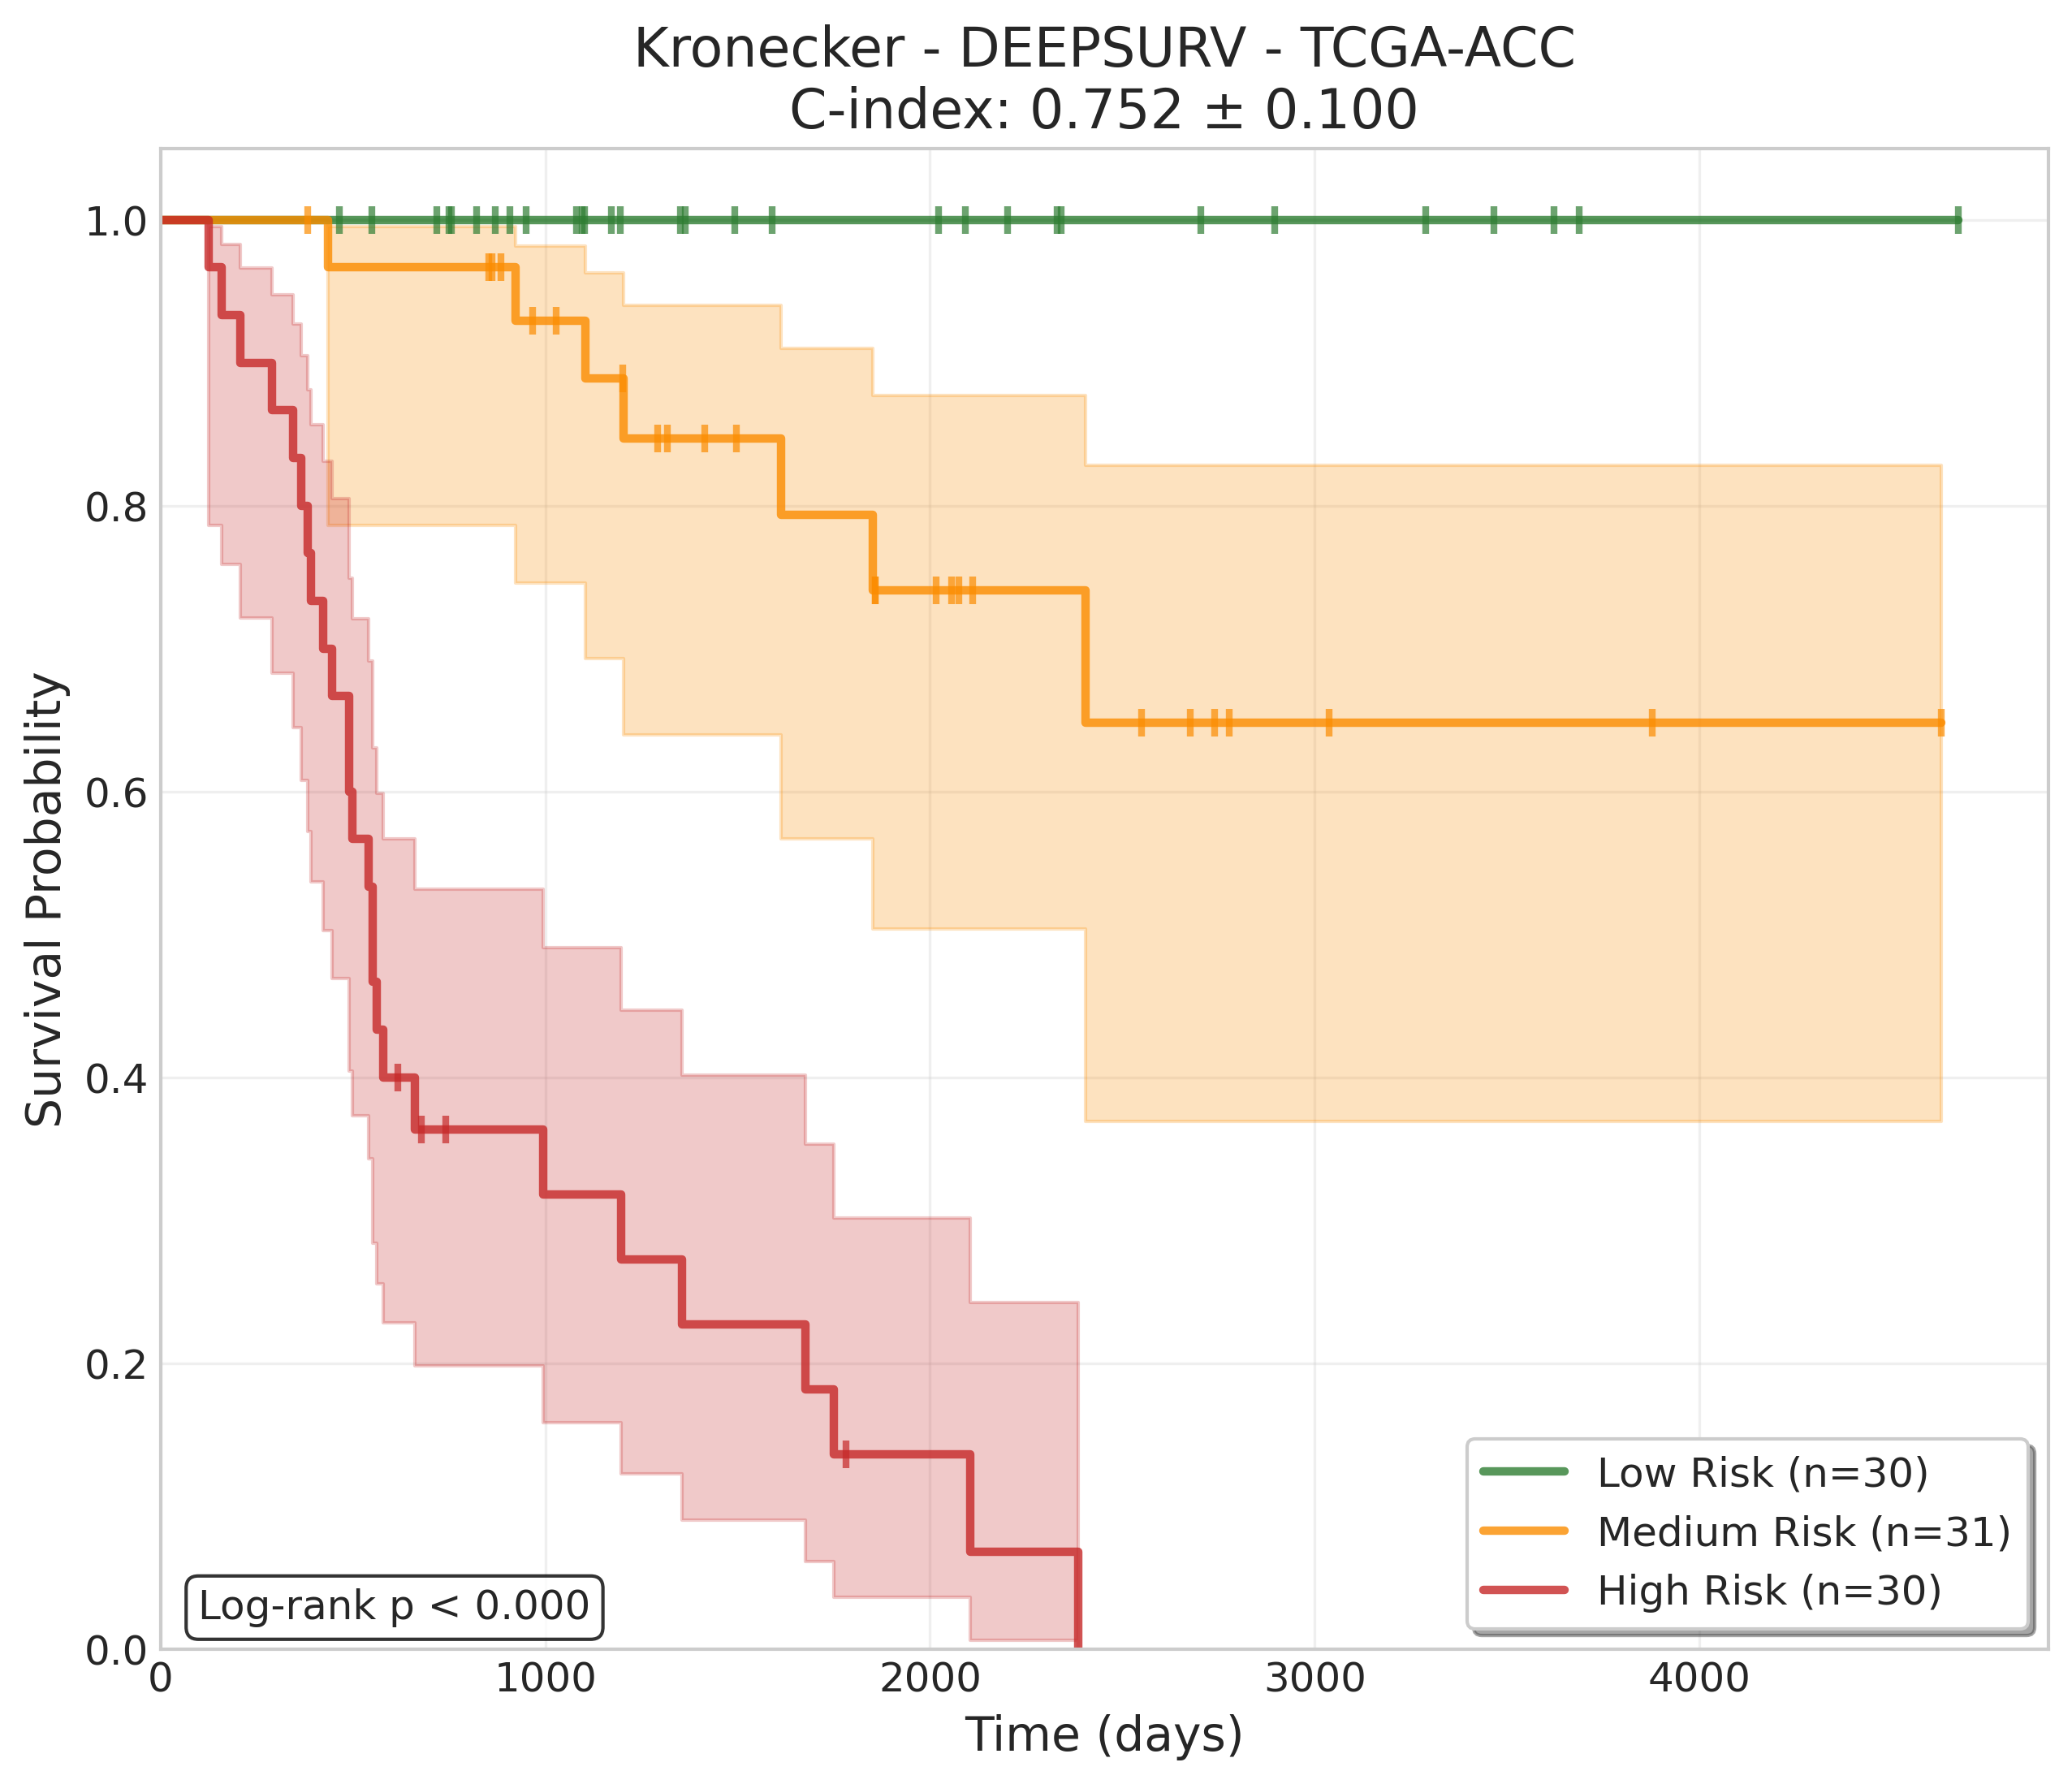 Kronecker - DEEPSURV - TCGA-ACC
C-index: 0.752 ± 0.100
Survival Probability
1.0
0.8
0.6
0.4
0.2
0.0
0
1000
2000
3000
4000
Time (days)
Log-rank p < 0.000
Low Risk (n=30)
Medium Risk (n=31)
High Risk (n=30)